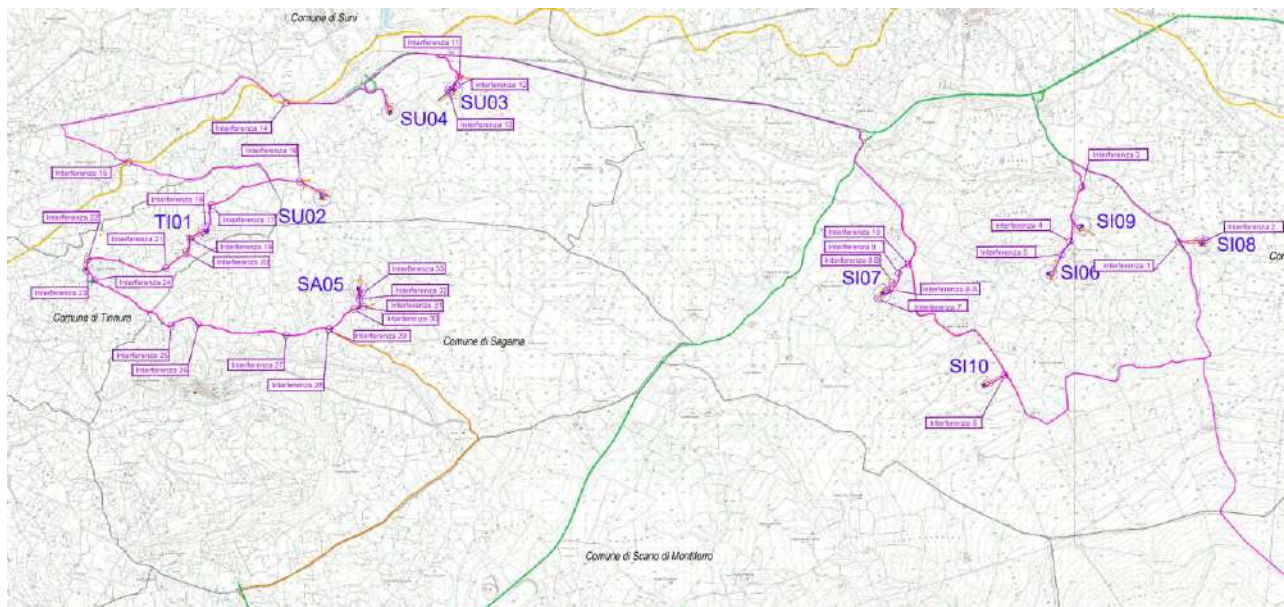 Comune di Suni
Interferenza 11
Interferenza 12
SU03
SU04
Interferenza 13
Interferenza 14
Interferenza 3
Interferenza 15
Interferenza 16
Interferenza 18
SU02
Interferenza 17
TI01
Interferenza 22
Interferenza 21
Interferenza 19
Interferenza 20
Interferenza 4
SI09
Interferenza 2
SI08
Interferenza 10
Interferenza 9
Interferenza 8.B
Interferenza 5
Interferenza 1
SI06
SI07
Interferenza 7
Interferenza 24
Interferenza 23
SA05
Interferenza 33
Interferenza 32
Interferenza 31
Interferenza 30
Comune di Tinnura
Interferenza 29
Comune di Sagama
Interferenza 25
Interferenza 26
Interferenza 27
Interferenza 28
SI10
Interferenza 6
Comune di Scano di Montiferro